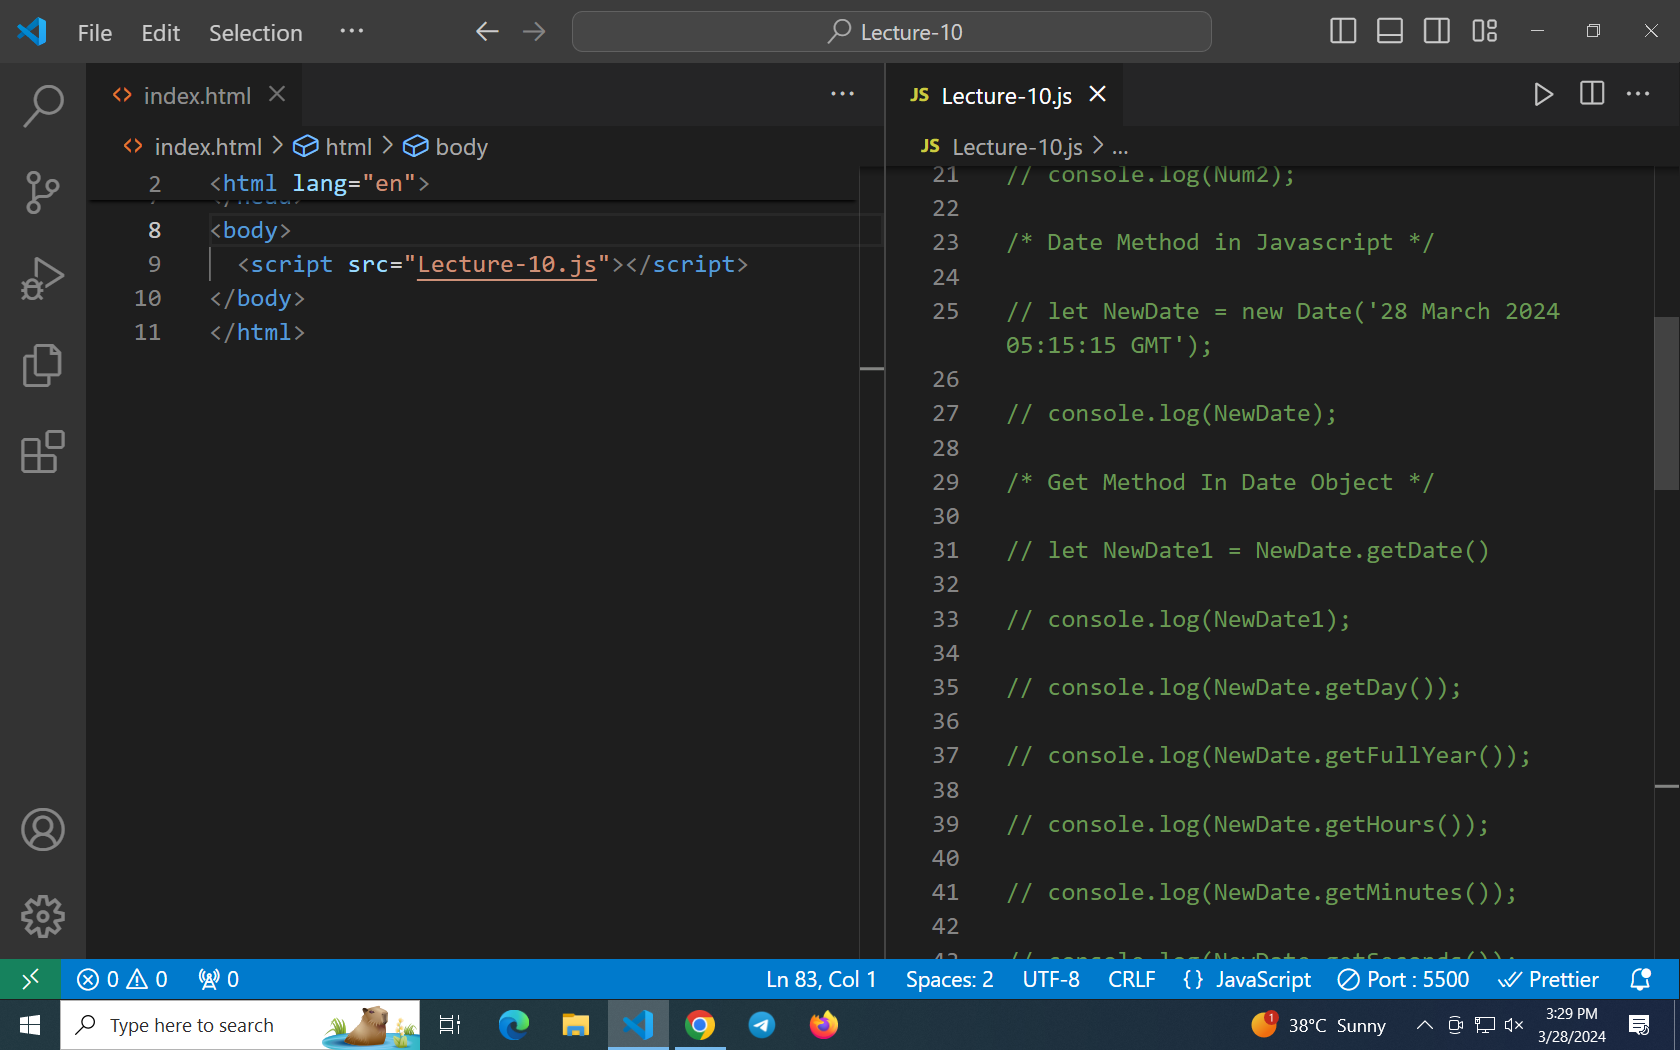 File Edit Selection ···
Lecture-10
index.html
index.html > html > body
2 <html lang="en">
8 <body>
9 <script src="Lecture-10.js"></script>
10 </body>
11 </html>
JS Lecture-10.js
JS Lecture-10.js > ...
21 // console.log(Num2);
22
23 /* Date Method in Javascript */
24
25 // let NewDate = new Date('28 March 2024
05:15:15 GMT');
26
27 // console.log(NewDate);
28
29 /* Get Method In Date Object */
30
31 // let NewDate1 = NewDate.getDate()
32
33 // console.log(NewDate1);
34
35 // console.log(NewDate.getDay());
36
37 // console.log(NewDate.getFullYear());
38
39 // console.log(NewDate.getHours());
40
41 // console.log(NewDate.getMinutes());
42
// console.log(NewDate.getSeconds());
0 0 0 Ln 83, Col 1 Spaces: 2 UTF-8 CRLF {} JavaScript Port : 5500 Prettier
Type here to search
1 38°C Sunny
3:29 PM
3/28/2024